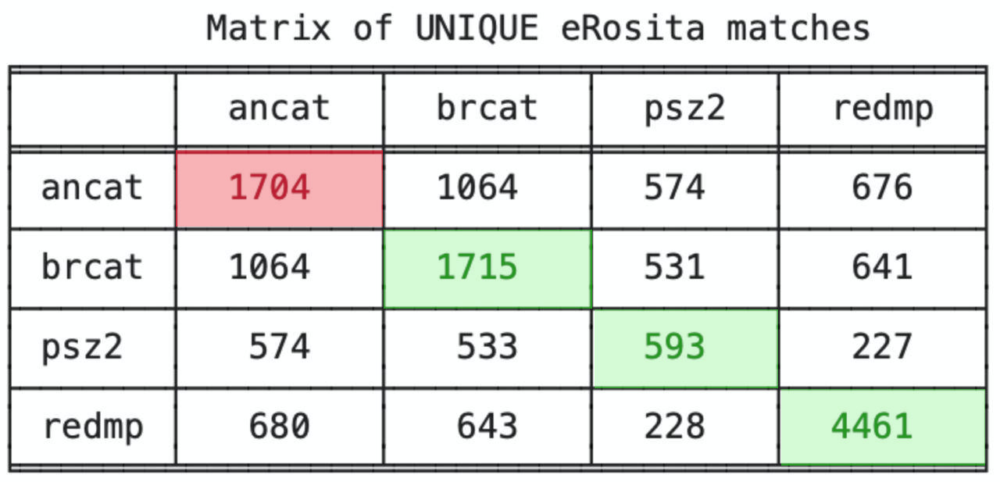 Matrix of UNIQUE eRosita matches
ancat brcat psz2 redmp
ancat 1704 1064 574 676
brcat 1064 1715 531 641
psz2 574 533 593 227
redmp 680 643 228 4461